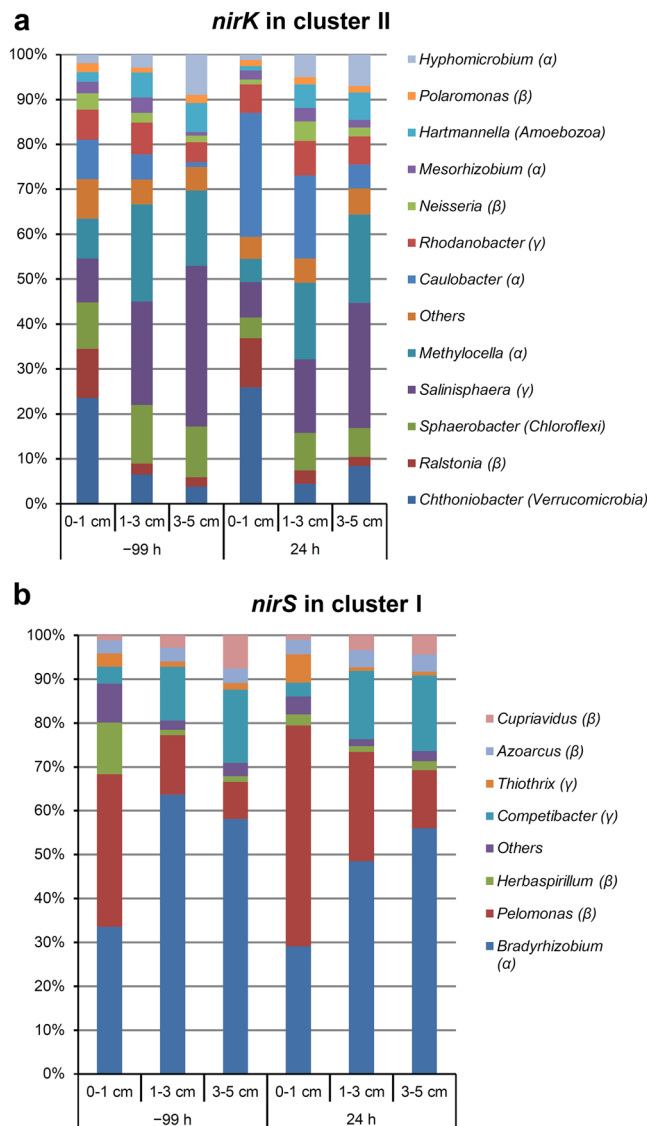 a
nirK in cluster II
100%
90%
80%
70%
60%
50%
40%
30%
20%
10%
0%
0-1 cm 1-3 cm 3-5 cm 0-1 cm 1-3 cm 3-5 cm
−99 h 24 h
Hyphomicrobium (α)
Polaromonas (β)
Hartmannella (Amoebozoa)
Mesorhizobium (α)
Neisseria (β)
Rhodanobacter (γ)
Caulobacter (α)
Others
Methylocella (α)
Salinisphaera (γ)
Sphaerobacter (Chloroflexi)
Ralstonia (β)
Chthoniobacter (Verrucomicrobia)
b
nirS in cluster I
100%
90%
80%
70%
60%
50%
40%
30%
20%
10%
0%
0-1 cm 1-3 cm 3-5 cm 0-1 cm 1-3 cm 3-5 cm
−99 h 24 h
Cupriavidus (β)
Azoarcus (β)
Thiothrix (γ)
Competibacter (γ)
Others
Herbaspirillum (β)
Pelomonas (β)
Bradyrhizobium
(α)